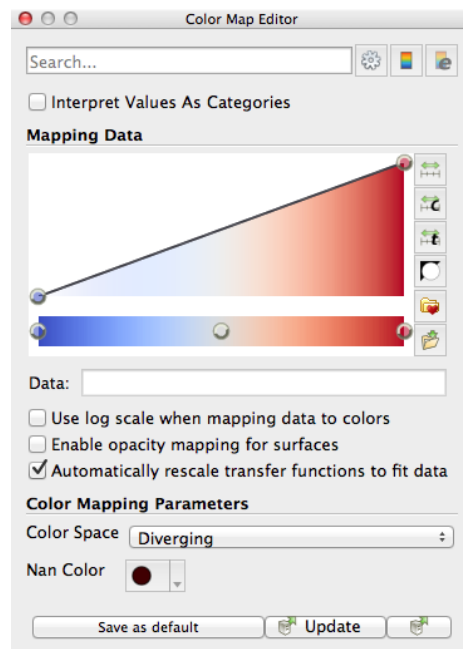 Color Map Editor
Search...
Interpret Values As Categories
Mapping Data
Data:
Use log scale when mapping data to colors
Enable opacity mapping for surfaces
Automatically rescale transfer functions to fit data
Color Mapping Parameters
Color Space Diverging
Nan Color
Save as default Update